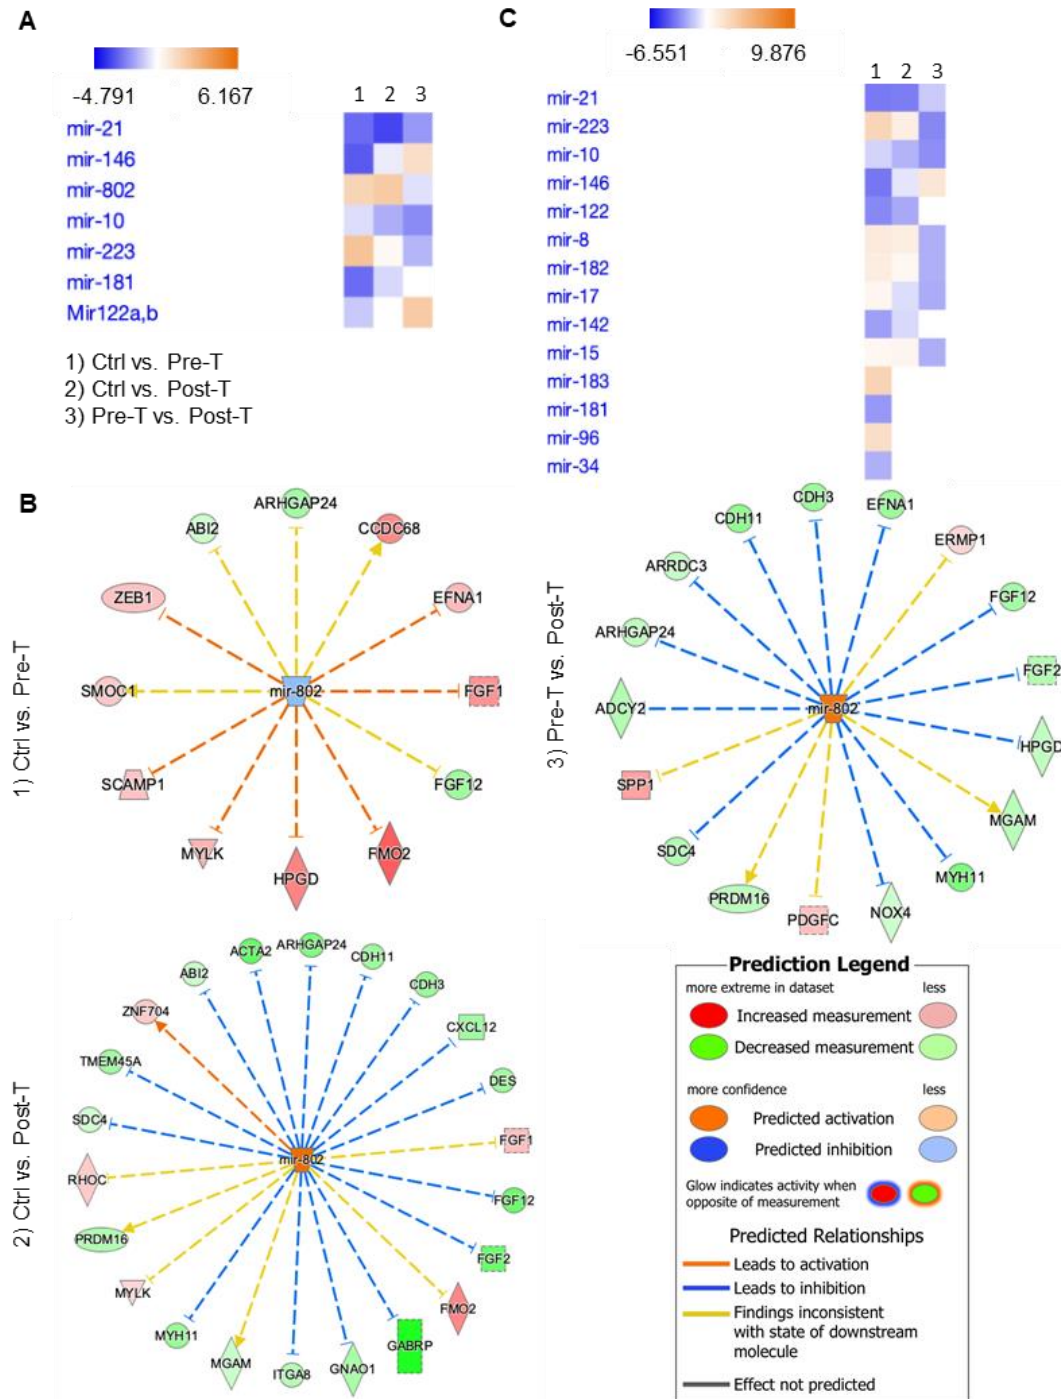 A
-4.791 6.167
1 2 3
mir-21
mir-146
mir-802
mir-10
mir-223
mir-181
Mir122a,b
1) Ctrl vs. Pre-T
2) Ctrl vs. Post-T
3) Pre-T vs. Post-T
C
-6.551 9.876
1 2 3
mir-21
mir-223
mir-10
mir-146
mir-122
mir-8
mir-182
mir-17
mir-142
mir-15
mir-183
mir-181
mir-96
mir-34
B
1) Ctrl vs. Pre-T
ARHGAP24
ABI2
CCDC68
ZEB1
EFNA1
SMOC1
mir-802
FGF1
SCAMP1
FGF12
MYLK
HPGD
FMO2
3) Pre-T vs. Post-T
CDH3
CDH11
EFNA1
ERMP1
ARRDC3
FGF12
ARHGAP24
FGF2
ADCY2
mir-802
HPGD
SPP1
MGAM
SDC4
MYH11
PRDM16
PDGFC
NOX4
2) Ctrl vs. Post-T
ACTA2
ARHGAP24
CDH11
ABI2
CDH3
ZNF704
CXCL12
TMEM45A
DES
SDC4
FGF1
mir-802
RHOC
FGF12
PRDM16
FGF2
MYLK
FMO2
MYH11
GABRP
MGAM
ITGA8
GNAO1
Prediction Legend
more extreme in dataset less
Increased measurement
Decreased measurement
more confidence less
Predicted activation
Predicted inhibition
Glow indicates activity when
opposite of measurement
Predicted Relationships
Leads to activation
Leads to inhibition
Findings inconsistent
with state of downstream
molecule
Effect not predicted